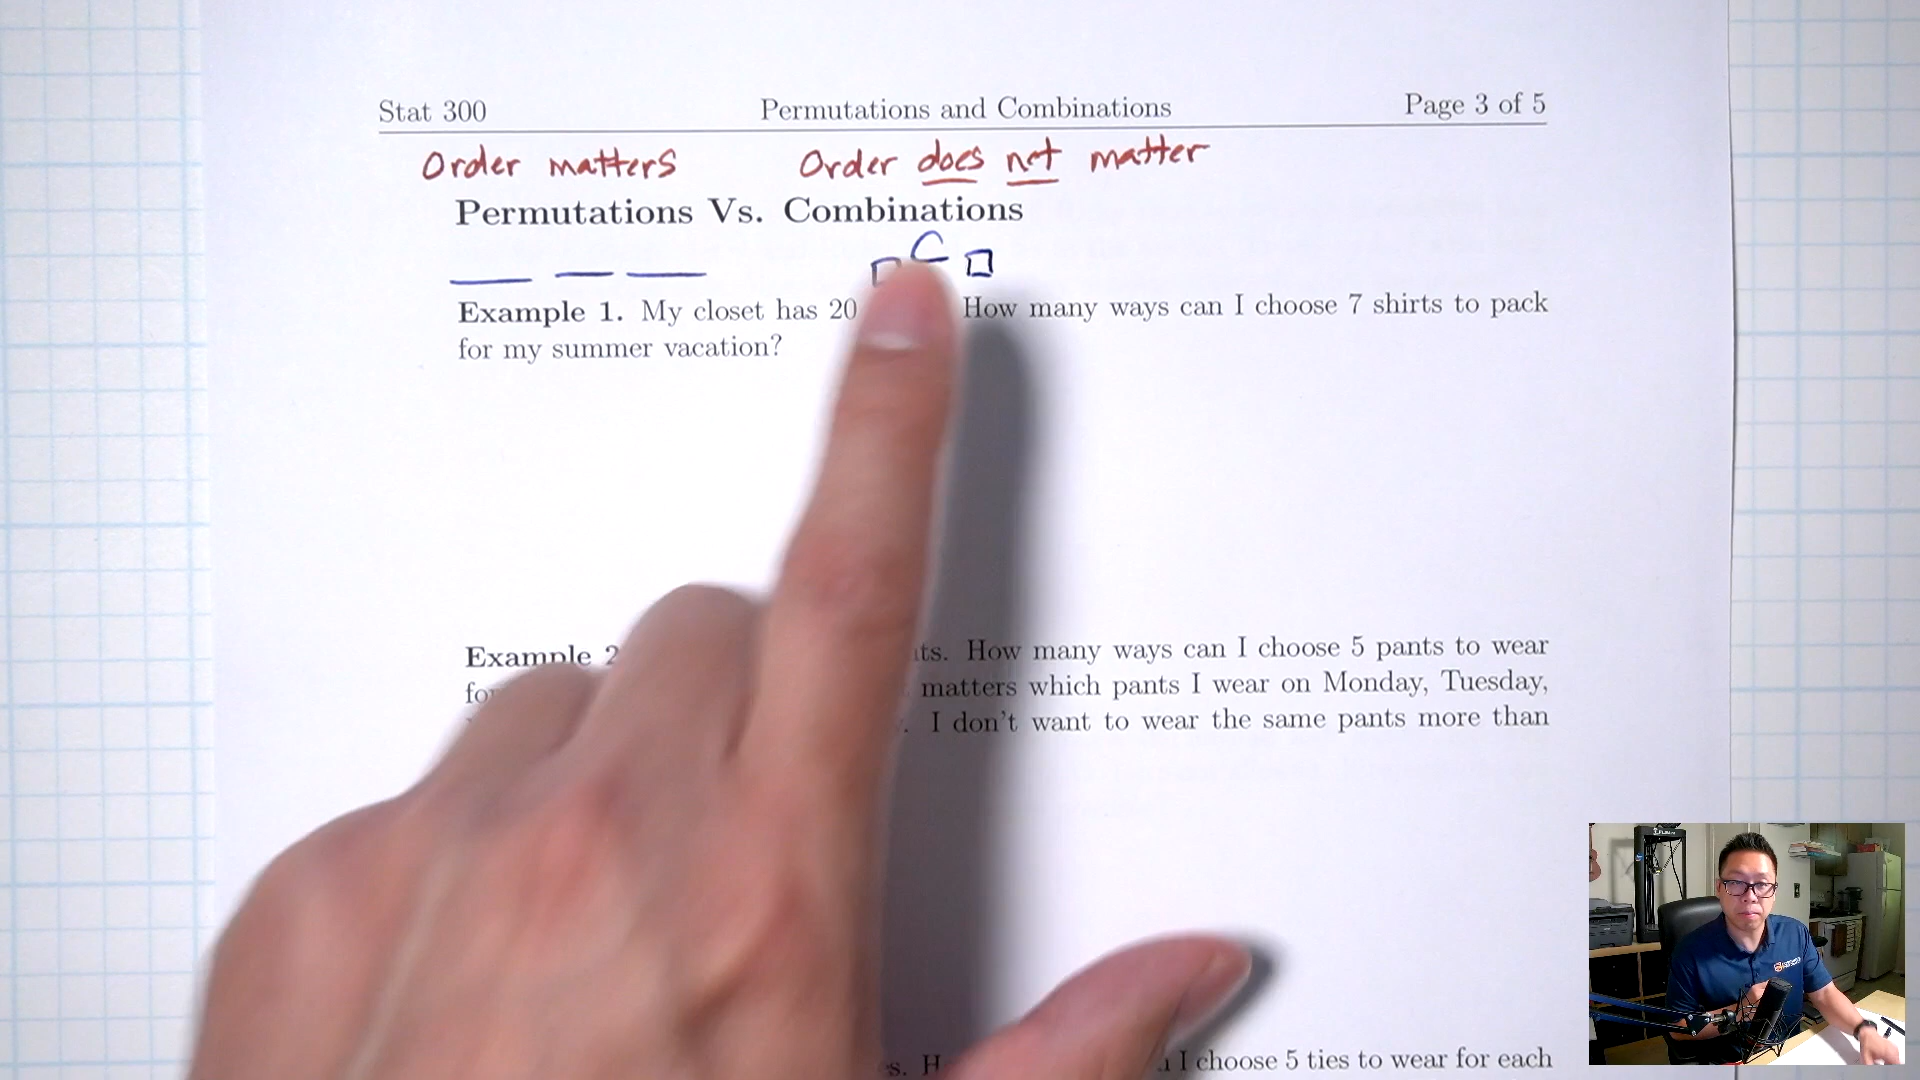 Stat 300 Permutations and Combinations Page 3 of 5
Order matters Order does not matter
Permutations Vs. Combinations
C
Example 1. My closet has 20 How many ways can I choose 7 shirts to pack
for my summer vacation?
Example 2 How many ways can I choose 5 pants to wear
matters which pants I wear on Monday, Tuesday,
I don't want to wear the same pants more than
I choose 5 ties to wear for each